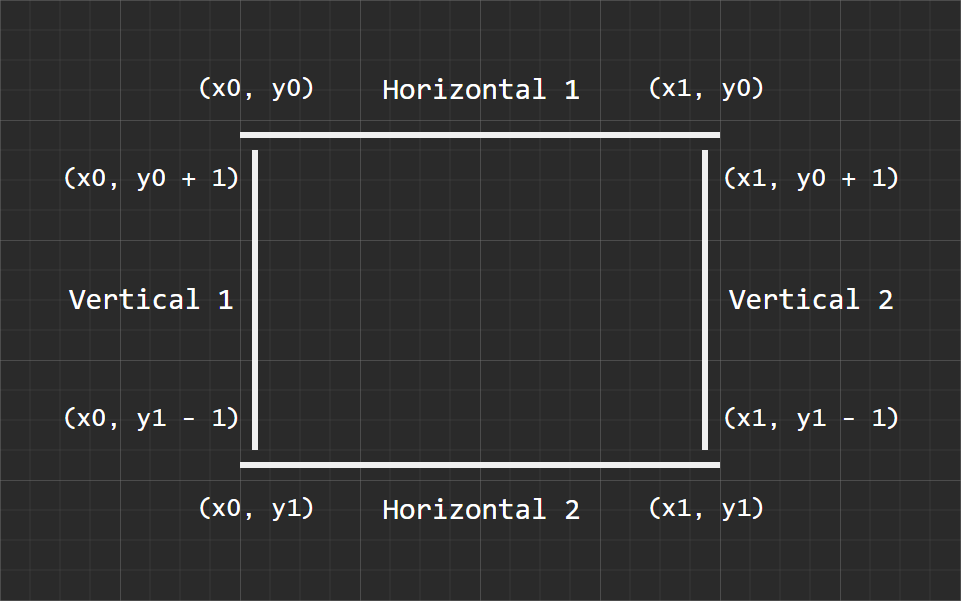 (x0, y0) Horizontal 1 (x1, y0)
(x0, y0 + 1) (x1, y0 + 1)
Vertical 1 Vertical 2
(x0, y1 - 1) (x1, y1 - 1)
(x0, y1) Horizontal 2 (x1, y1)